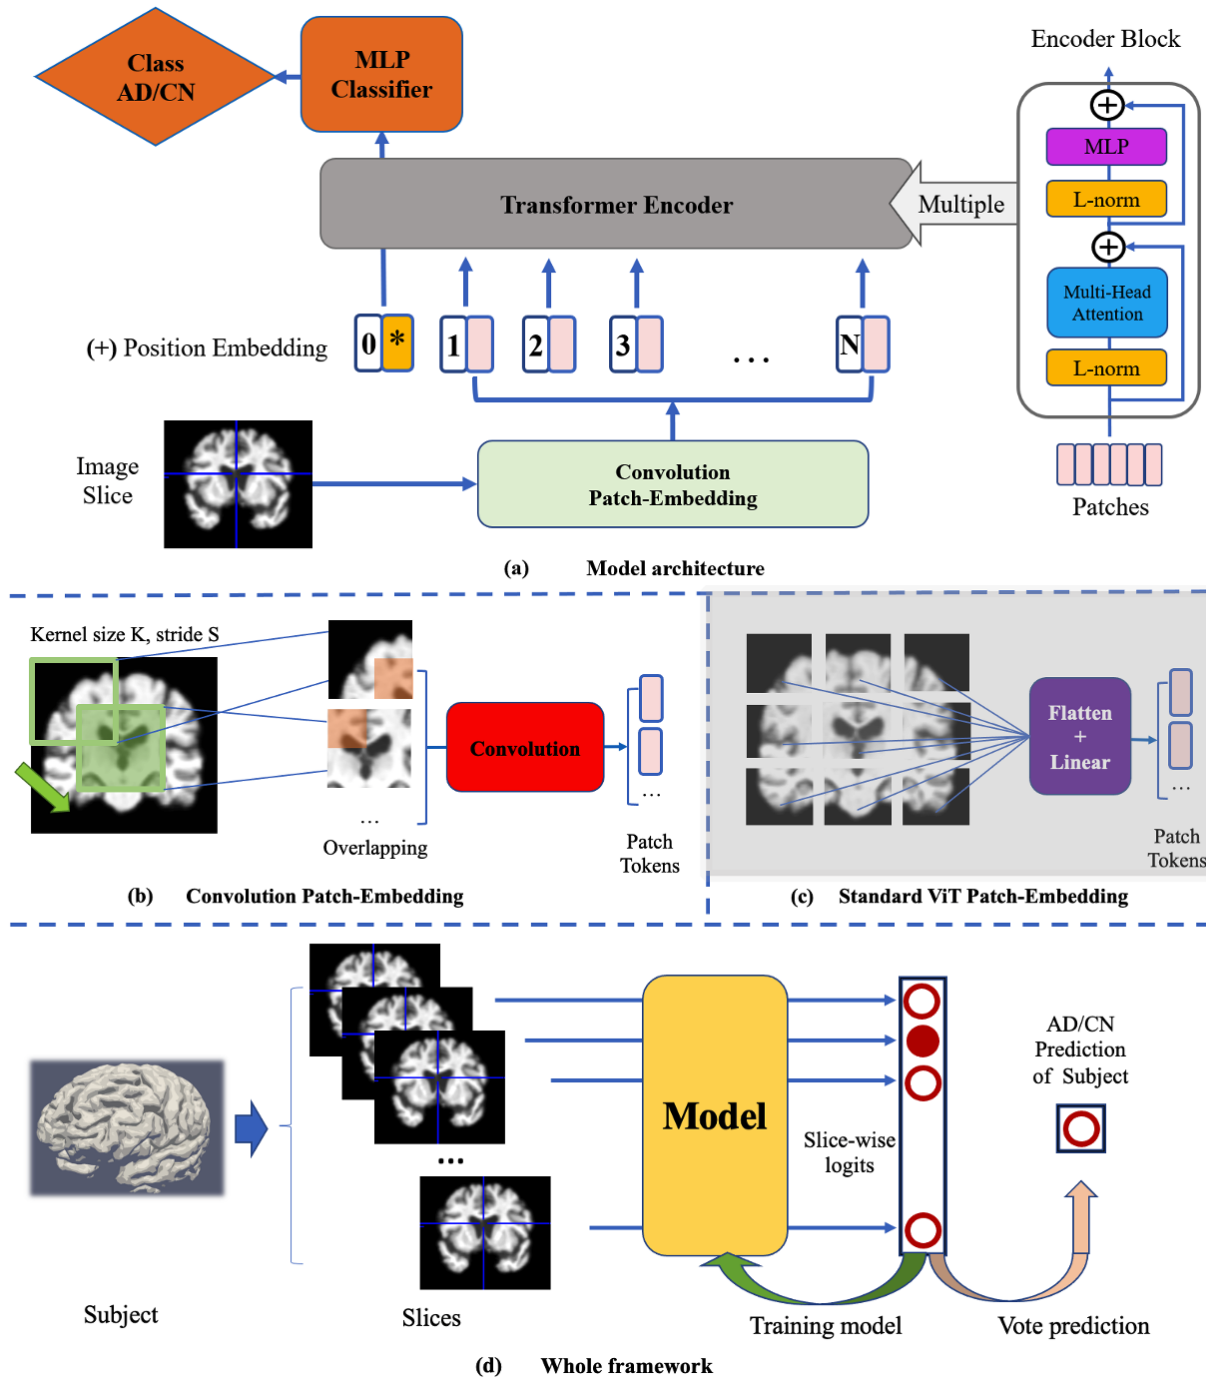 Class
AD/CN
MLP
Classifier
Encoder Block
+
MLP
L-norm
+
Multi-Head
Attention
L-norm
Patches
Transformer Encoder
Multiple
(+) Position Embedding
0 *
1
2
3
...
N
Image
Slice
Convolution
Patch-Embedding
(a) Model architecture
Kernel size K, stride S
...
Overlapping
Convolution
...
Patch
Tokens
(b) Convolution Patch-Embedding
Flatten
+
Linear
...
Patch
Tokens
(c) Standard ViT Patch-Embedding
Subject
...
Slices
Model
Slice-wise
logits
AD/CN
Prediction
of Subject
Training model
Vote prediction
(d) Whole framework